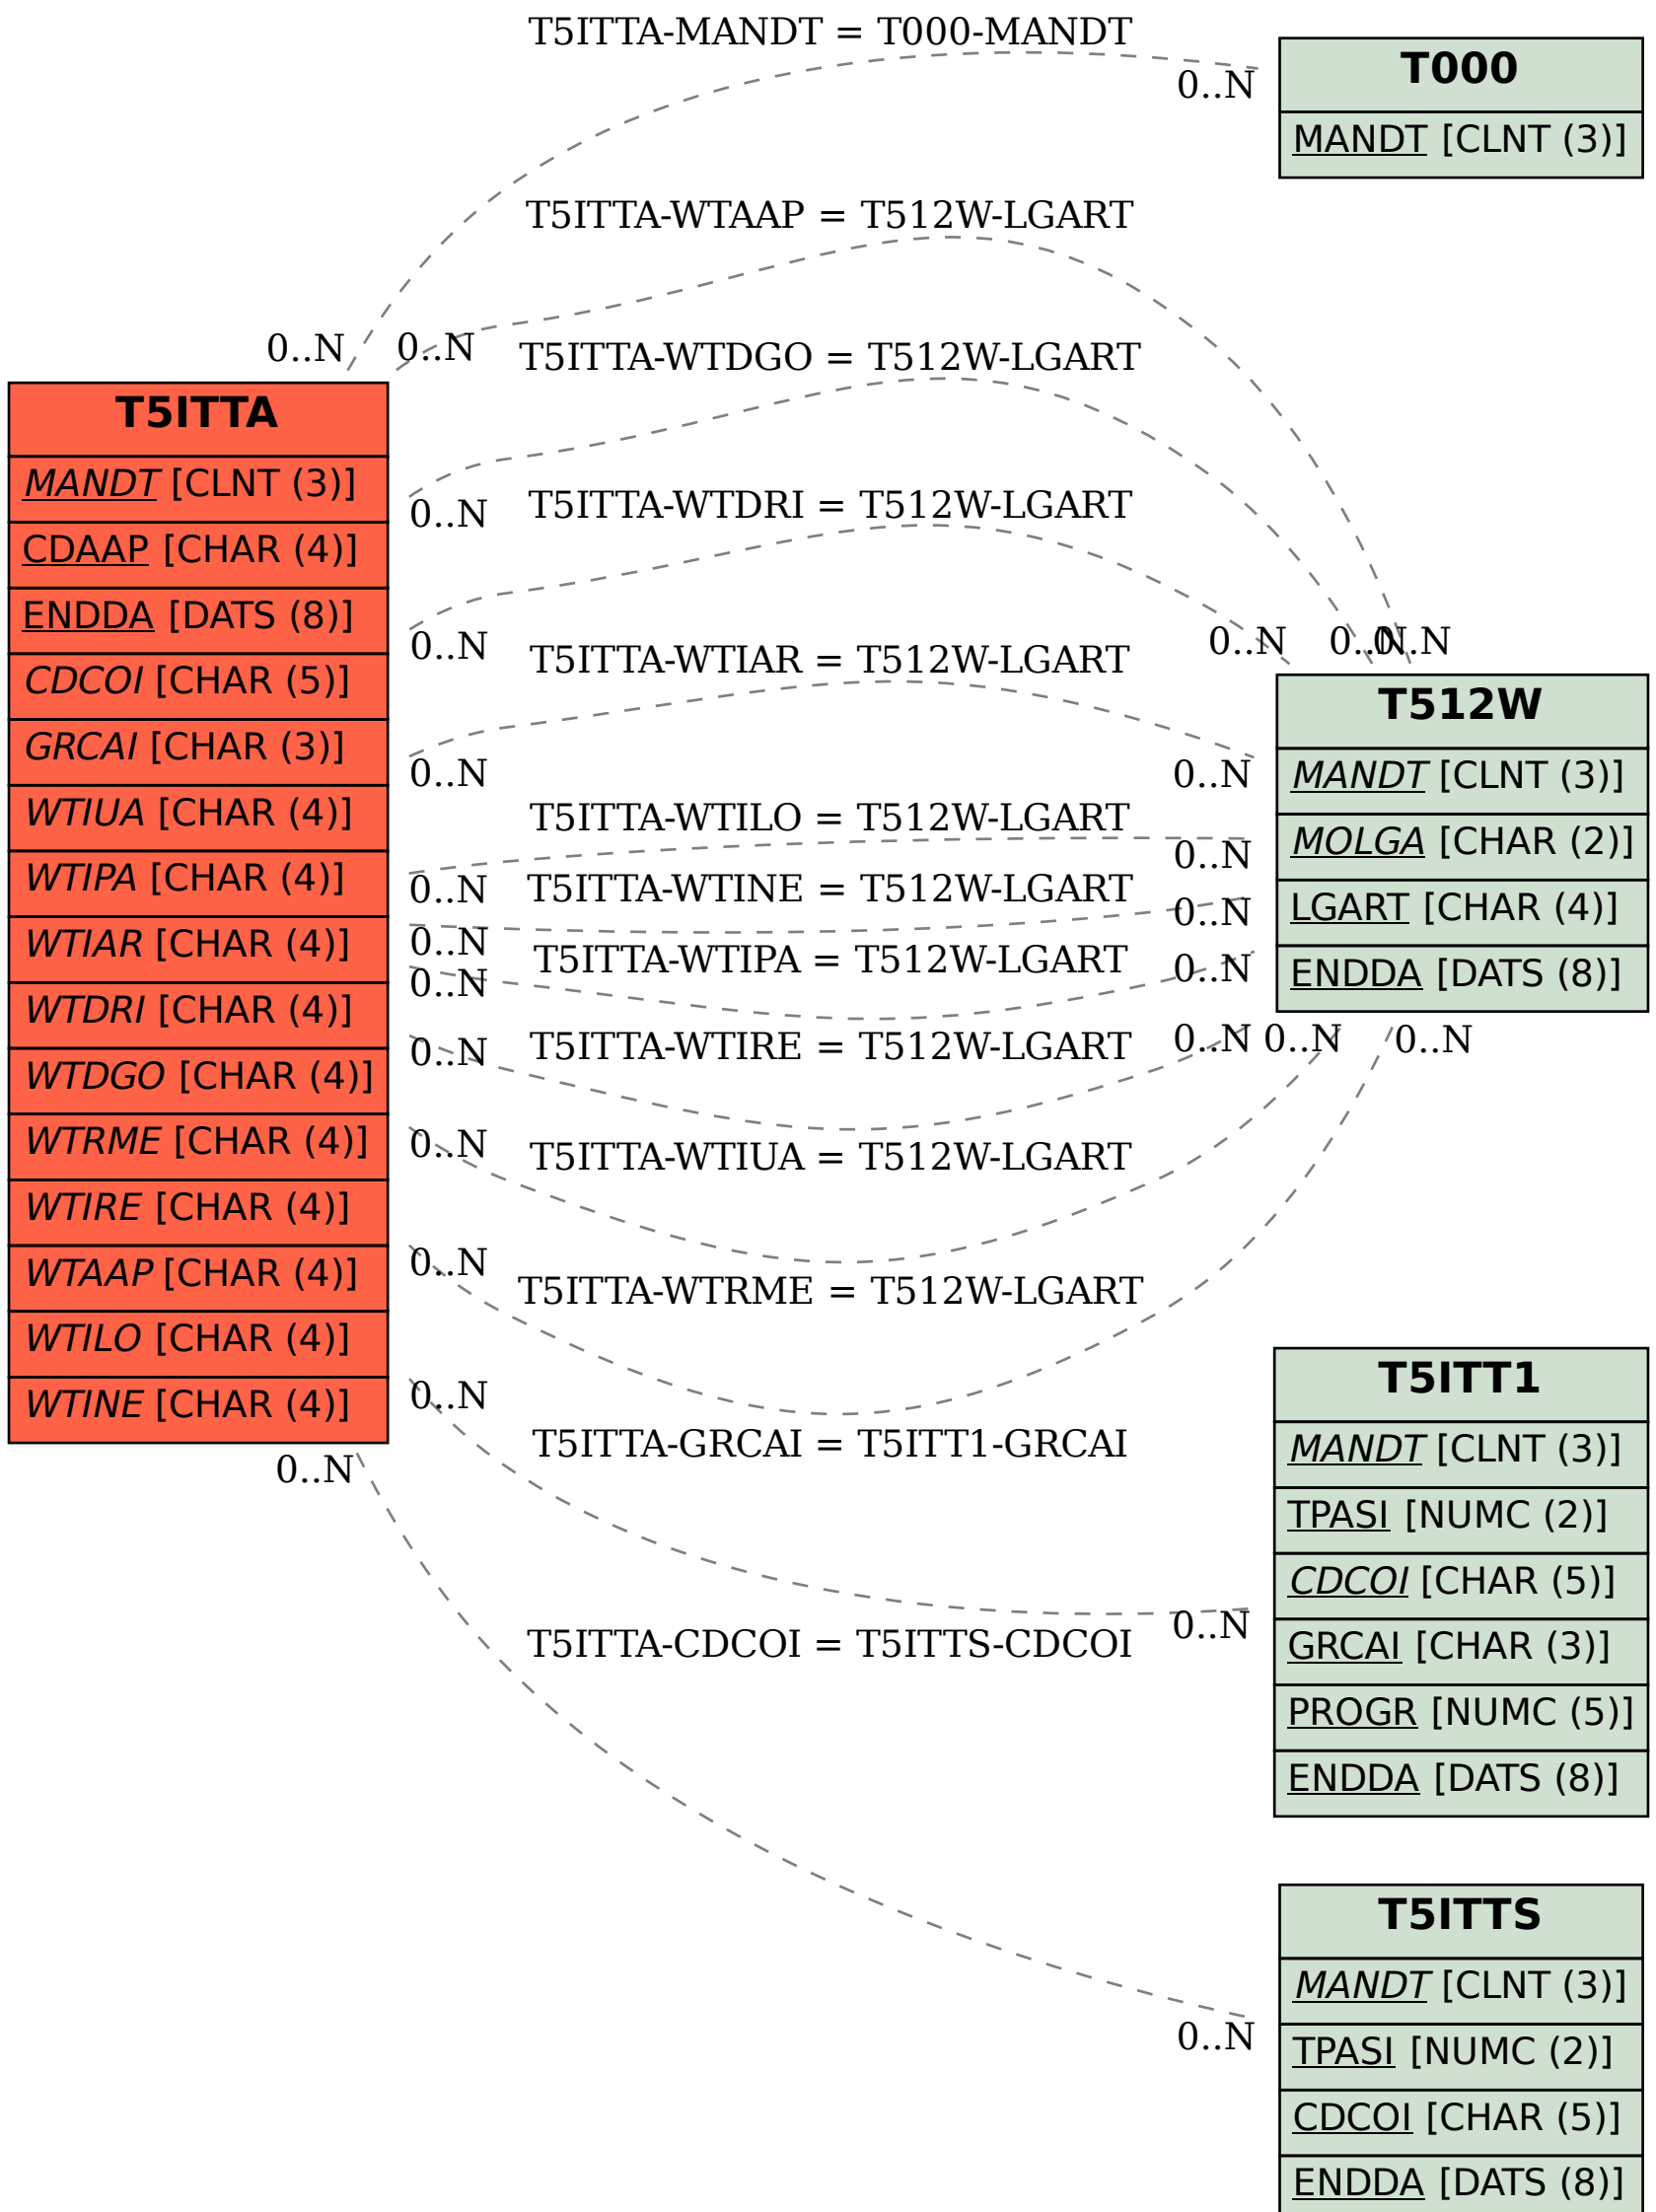 T5ITTA-MANDT = T000-MANDT
0..N
0..N
T000
MANDT [CLNT (3)]
T5ITTA-WTAAP = T512W-LGART
0..N
0..N
T5ITTA-WTDGO = T512W-LGART
0..N
0..N
T5ITTA-WTDRI = T512W-LGART
0..N
0..N
T5ITTA-WTIAR = T512W-LGART
0..N
0..N
T5ITTA-WTILO = T512W-LGART
0..N
0..N
T5ITTA-WTINE = T512W-LGART
0..N
0..N
T5ITTA-WTIPA = T512W-LGART
0..N
0..N
T5ITTA-WTIRE = T512W-LGART
0..N
0..N
T5ITTA-WTIUA = T512W-LGART
0..N
0..N
T5ITTA-WTRME = T512W-LGART
0..N
0..N
T5ITTA-GRCAI = T5ITT1-GRCAI
0..N
0..N
T5ITTA-CDCOI = T5ITTS-CDCOI
0..N
0..N
T5ITTA
MANDT [CLNT (3)]
CDAAP [CHAR (4)]
ENDDA [DATS (8)]
CDCOI [CHAR (5)]
GRCAI [CHAR (3)]
WTIUA [CHAR (4)]
WTIPA [CHAR (4)]
WTIAR [CHAR (4)]
WTDRI [CHAR (4)]
WTDGO [CHAR (4)]
WTRME [CHAR (4)]
WTIRE [CHAR (4)]
WTAAP [CHAR (4)]
WTILO [CHAR (4)]
WTINE [CHAR (4)]
T512W
MANDT [CLNT (3)]
MOLGA [CHAR (2)]
LGART [CHAR (4)]
ENDDA [DATS (8)]
T5ITT1
MANDT [CLNT (3)]
TPASI [NUMC (2)]
CDCOI [CHAR (5)]
GRCAI [CHAR (3)]
PROGR [NUMC (5)]
ENDDA [DATS (8)]
T5ITTS
MANDT [CLNT (3)]
TPASI [NUMC (2)]
CDCOI [CHAR (5)]
ENDDA [DATS (8)]